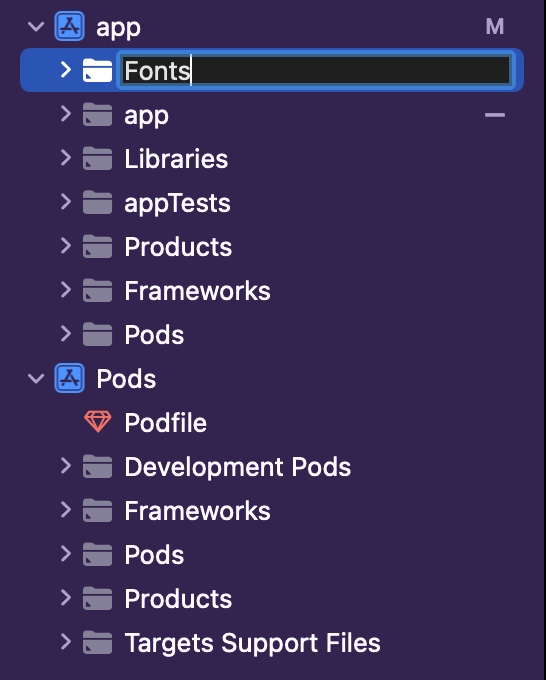 app M
Fonts
app
Libraries
appTests
Products
Frameworks
Pods
Pods
Podfile
Development Pods
Frameworks
Pods
Products
Targets Support Files